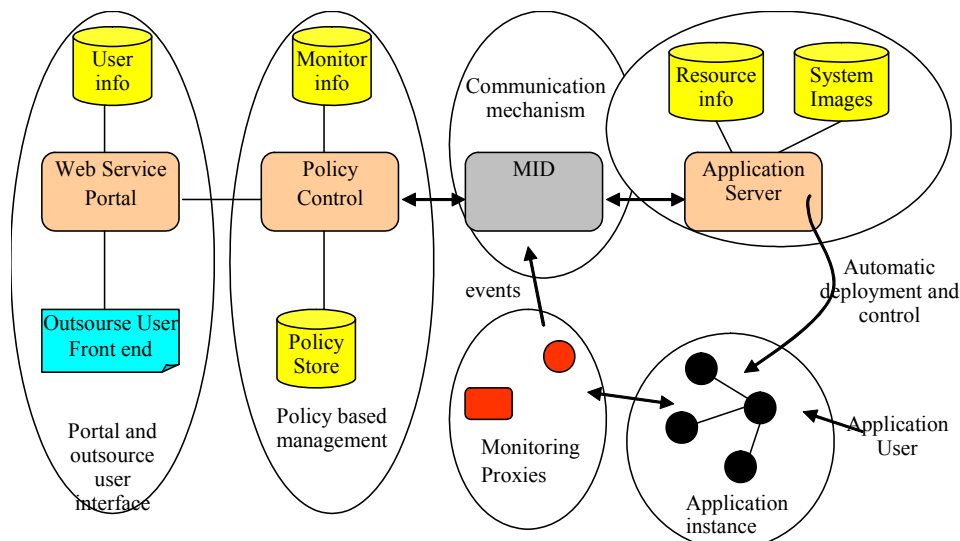 User
info
Monitor
info
Communication
mechanism
Resource
info
System
Images
Web Service
Portal
Policy
Control
MID
Application
Server
events
Automatic
deployment and
control
Outsourse User
Front end
Policy
Store
Portal and
outsource
user
interface
Policy based
management
Monitoring
Proxies
Application
User
Application
instance